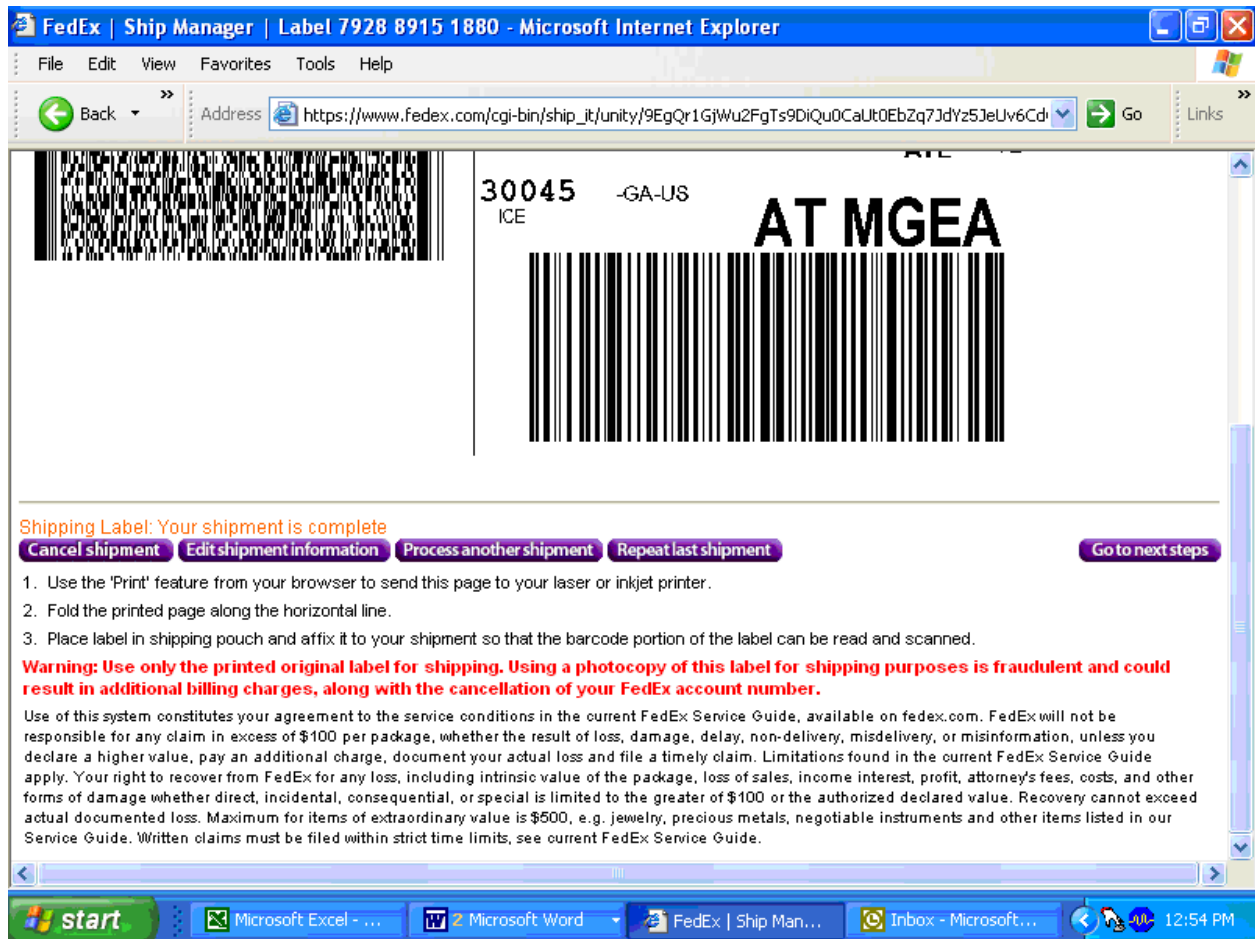 FedEx | Ship Manager | Label 7928 8915 1880 - Microsoft Internet Explorer
File Edit View Favorites Tools Help
Back Address https://www.fedex.com/cgi-bin/ship_it/unity/9EgQr1GjWu2FgTs9DiQu0CaUt0EbZq7JdYz5JeUv6Cd Go Links
30045 -GA-US
ICE
AT MGEA
Shipping Label: Your shipment is complete
Cancel shipment Edit shipment information Process another shipment Repeat last shipment Go to next steps
1. Use the 'Print' feature from your browser to send this page to your laser or inkjet printer.
2. Fold the printed page along the horizontal line.
3. Place label in shipping pouch and affix it to your shipment so that the barcode portion of the label can be read and scanned.
Warning: Use only the printed original label for shipping. Using a photocopy of this label for shipping purposes is fraudulent and could
result in additional billing charges, along with the cancellation of your FedEx account number.
Use of this system constitutes your agreement to the service conditions in the current FedEx Service Guide, available on fedex.com. FedEx will not be
responsible for any claim in excess of $100 per package, whether the result of loss, damage, delay, non-delivery, misdelivery, or misinformation, unless you
declare a higher value, pay an additional charge, document your actual loss and file a timely claim. Limitations found in the current FedEx Service Guide
apply. Your right to recover from FedEx for any loss, including intrinsic value of the package, loss of sales, income interest, profit, attorney's fees, costs, and other
forms of damage whether direct, incidental, consequential, or special is limited to the greater of $100 or the authorized declared value. Recovery cannot exceed
actual documented loss. Maximum for items of extraordinary value is $500, e.g. jewelry, precious metals, negotiable instruments and other items listed in our
Service Guide. Written claims must be filed within strict time limits, see current FedEx Service Guide.
start Microsoft Excel - ... 2 Microsoft Word FedEx | Ship Man... Inbox - Microsoft... 12:54 PM